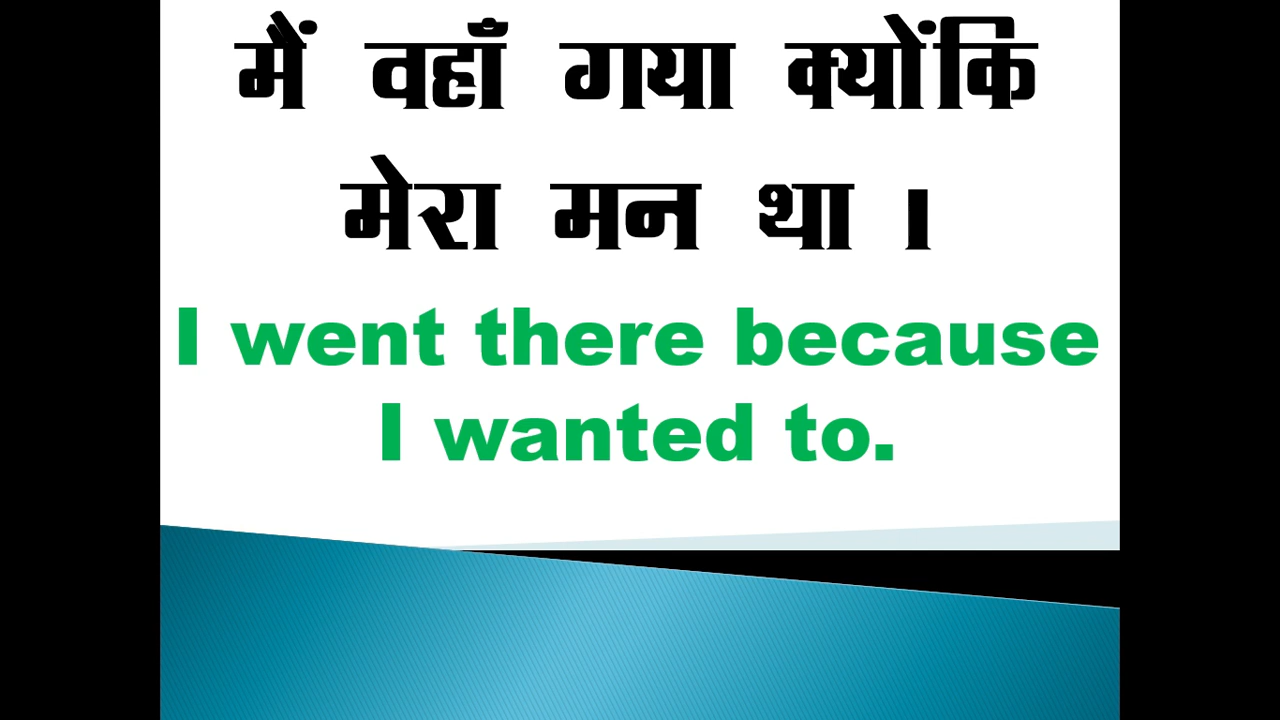 मैं वहाँ गया क्योंकि
मेरा मन था ।
I went there because
I wanted to.